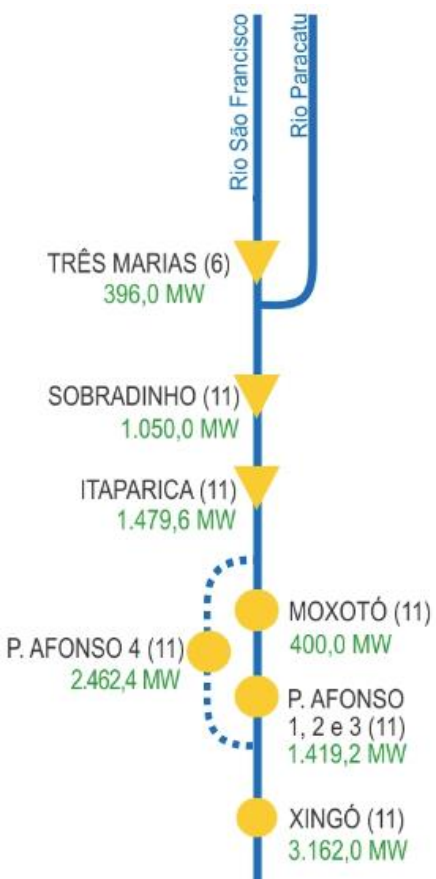 Rio São Francisco
Rio Paracatu
TRÊS MARIAS (6)
396,0 MW
SOBRADINHO (11)
1.050,0 MW
ITAPARICA (11)
1.479,6 MW
MOXOTÓ (11)
400,0 MW
P. AFONSO 4 (11)
2.462,4 MW
P. AFONSO
1, 2 e 3 (11)
1.419,2 MW
XINGÓ (11)
3.162,0 MW